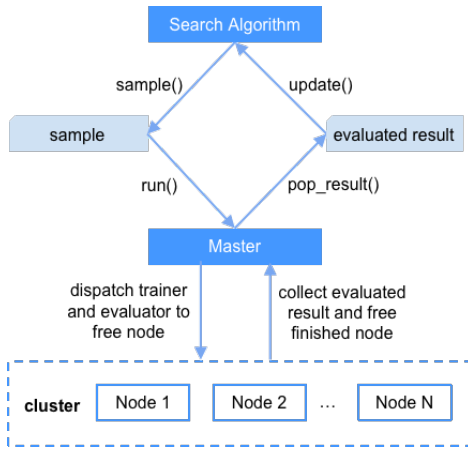 Search Algorithm
sample()
update()
sample
evaluated result
run()
pop_result()
Master
dispatch trainer
and evaluator to
free node
collect evaluated
result and free
finished node
cluster
Node 1
Node 2
...
Node N